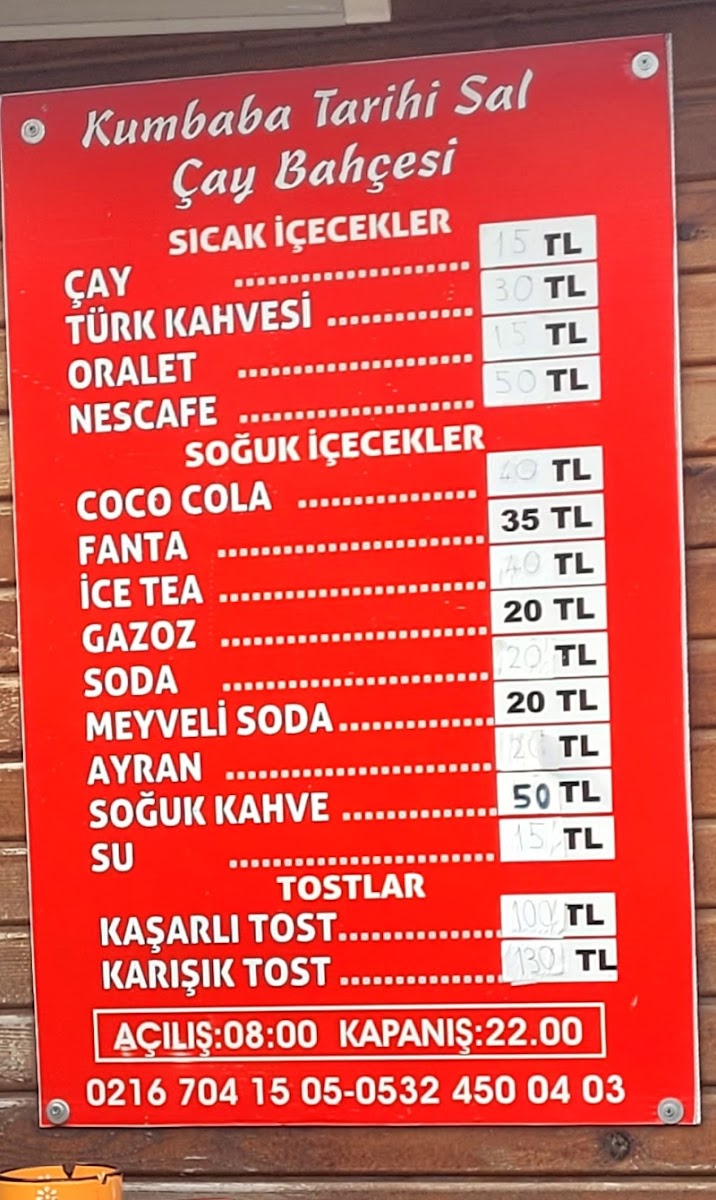 Kumbaba Tarihi Sal
Çay Bahçesi
SICAK İÇECEKLER
ÇAY .................... 15 TL
TÜRK KAHVESİ ............. 30 TL
ORALET .................... 15 TL
NESCAFE .................... 50 TL
SOĞUK İÇECEKLER
COCO COLA ............... 40 TL
FANTA ...................... 35 TL
İCE TEA ...................... 40 TL
GAZOZ ...................... 20 TL
SODA ...................... 20 TL
MEYVELİ SODA ............. 20 TL
AYRAN ...................... 20 TL
SOĞUK KAHVE ............. 50 TL
SU ...................... 15 TL
TOSTLAR
KAŞARLI TOST .............. 100 TL
KARIŞIK TOST .............. 130 TL
AÇILIŞ:08:00 KAPANIŞ:22.00
0216 704 15 05-0532 450 04 03